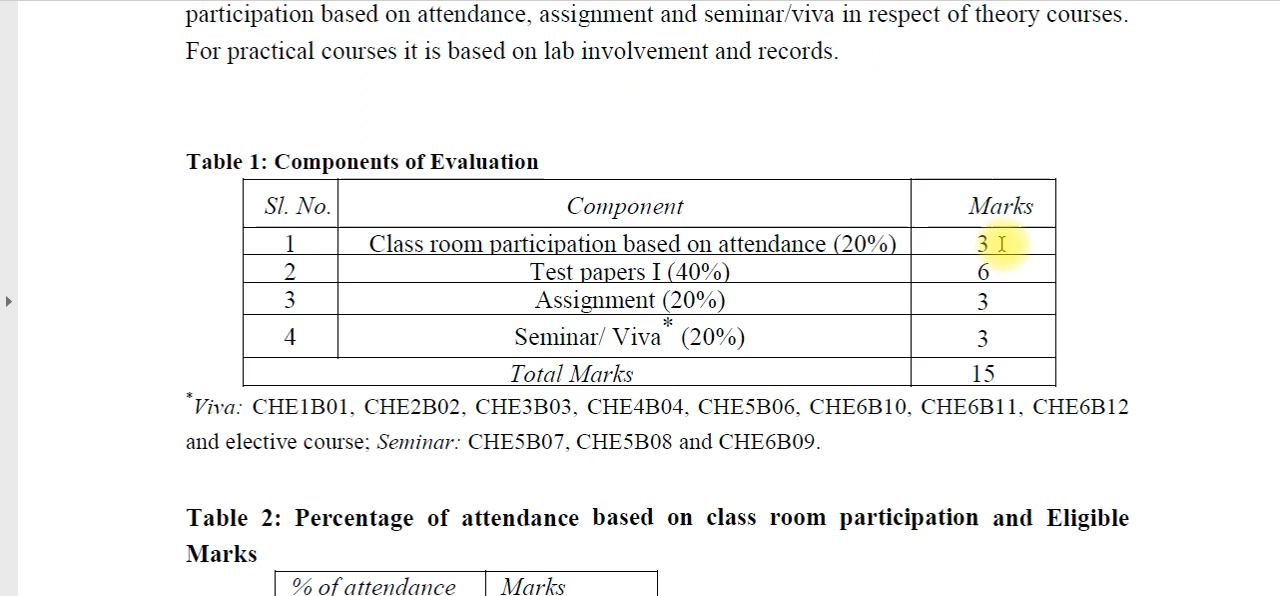 participation based on attendance, assignment and seminar/viva in respect of theory courses.
For practical courses it is based on lab involvement and records.
Table 1: Components of Evaluation
Sl. No. Component Marks
1 Class room participation based on attendance (20%) 3
2 Test papers I (40%) 6
3 Assignment (20%) 3
4 Seminar/ Viva* (20%) 3
Total Marks 15
*Viva: CHE1B01, CHE2B02, CHE3B03, CHE4B04, CHE5B06, CHE6B10, CHE6B11, CHE6B12
and elective course; Seminar: CHE5B07, CHE5B08 and CHE6B09.
Table 2: Percentage of attendance based on class room participation and Eligible
Marks
% of attendance Marks